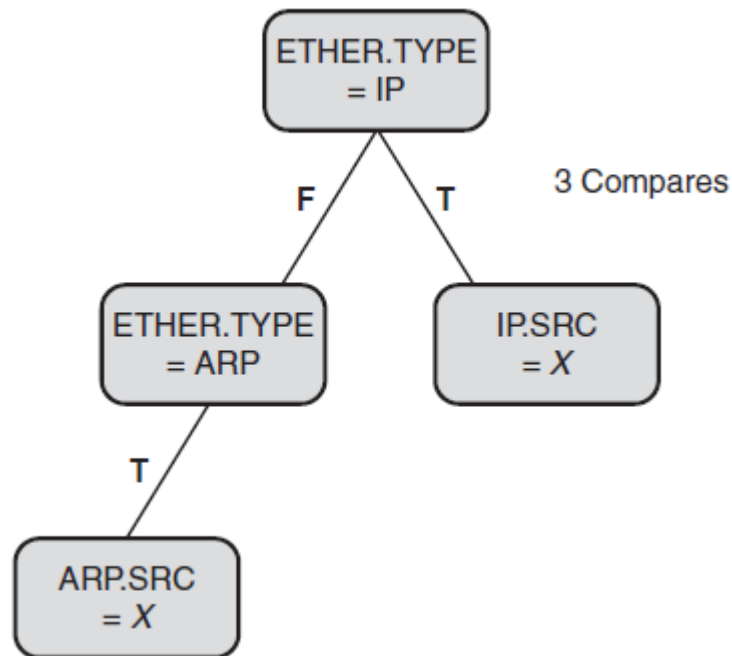 ETHER.TYPE
= IP
F
T
3 Compares
ETHER.TYPE
= ARP
IP.SRC
= X
T
ARP.SRC
= X